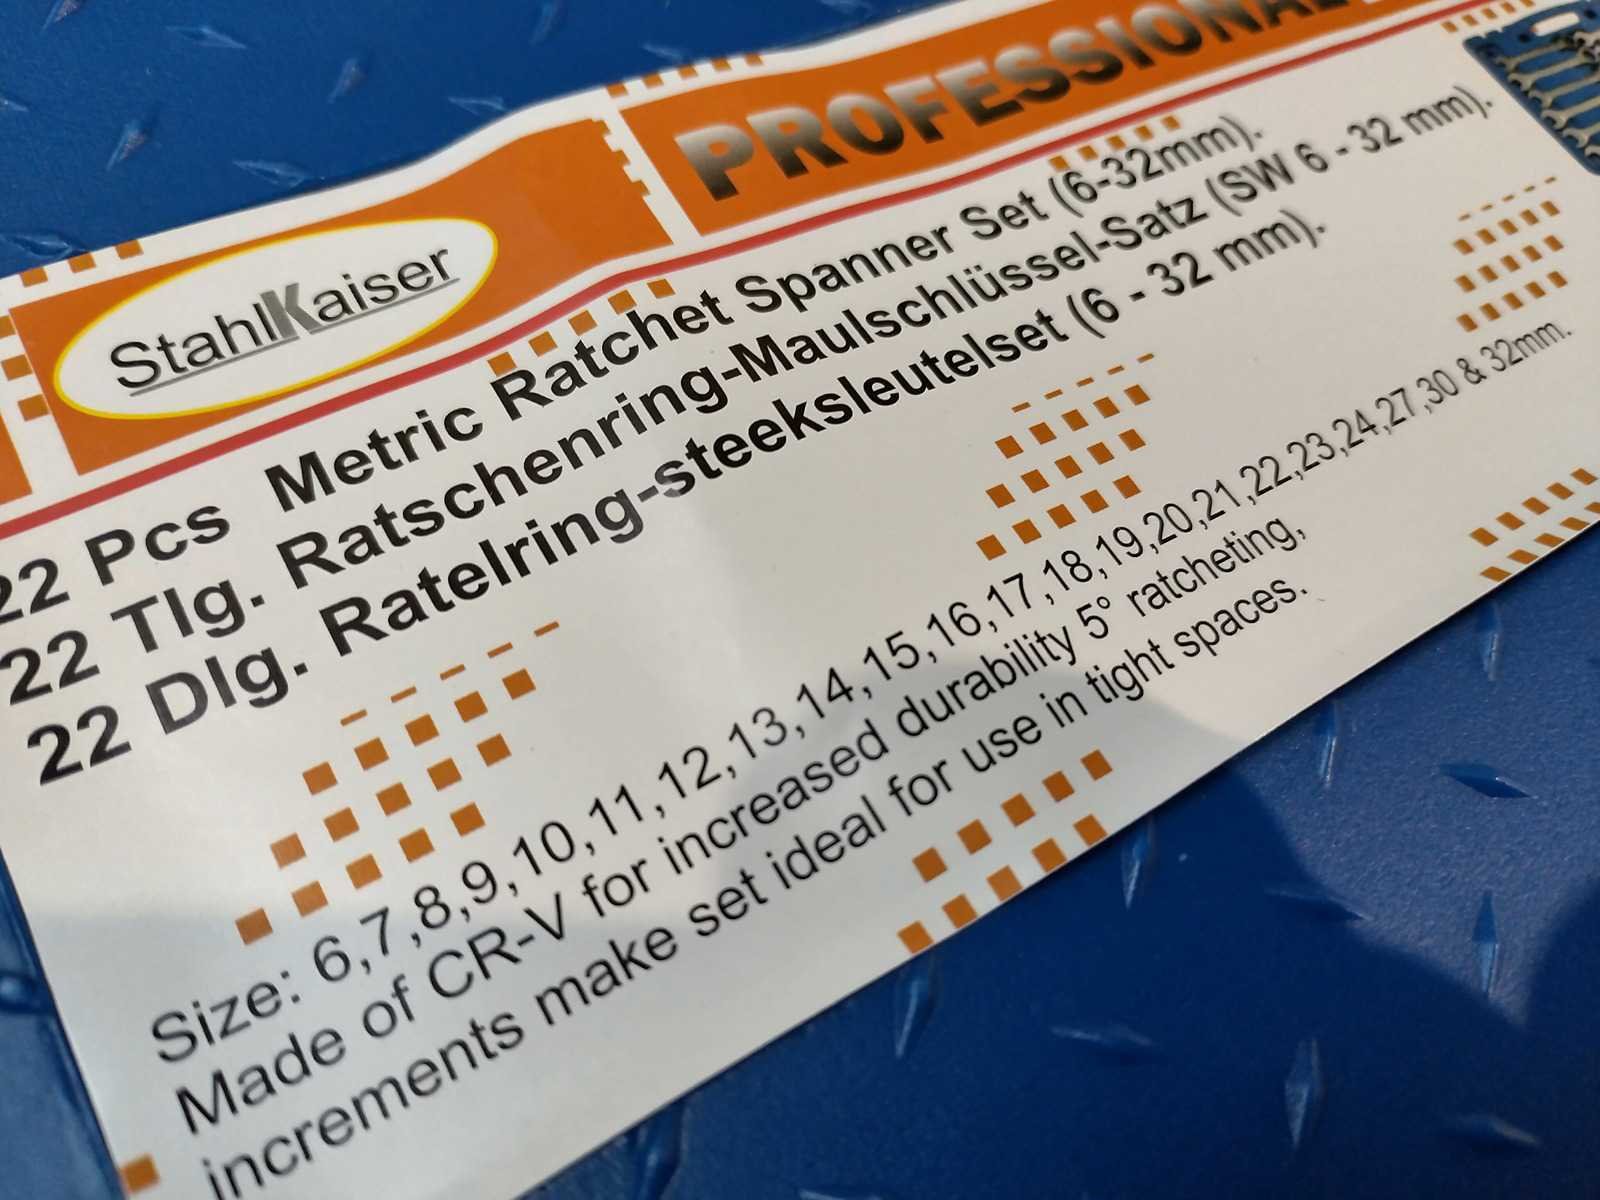 PROFESSIONAL
StahlKaiser
22 Pcs Metric Ratchet Spanner Set (6-32mm).
22 Tlg. Ratschenring-Maulschlüssel-Satz (SW 6 - 32 mm).
22 Dlg. Ratelring-steeksleutelset (6 - 32 mm).
Size: 6,7,8,9,10,11,12,13,14,15,16,17,18,19,20,21,22,23,24,27,30 & 32mm.
Made of CR-V for increased durability 5° ratcheting,
increments make set ideal for use in tight spaces.